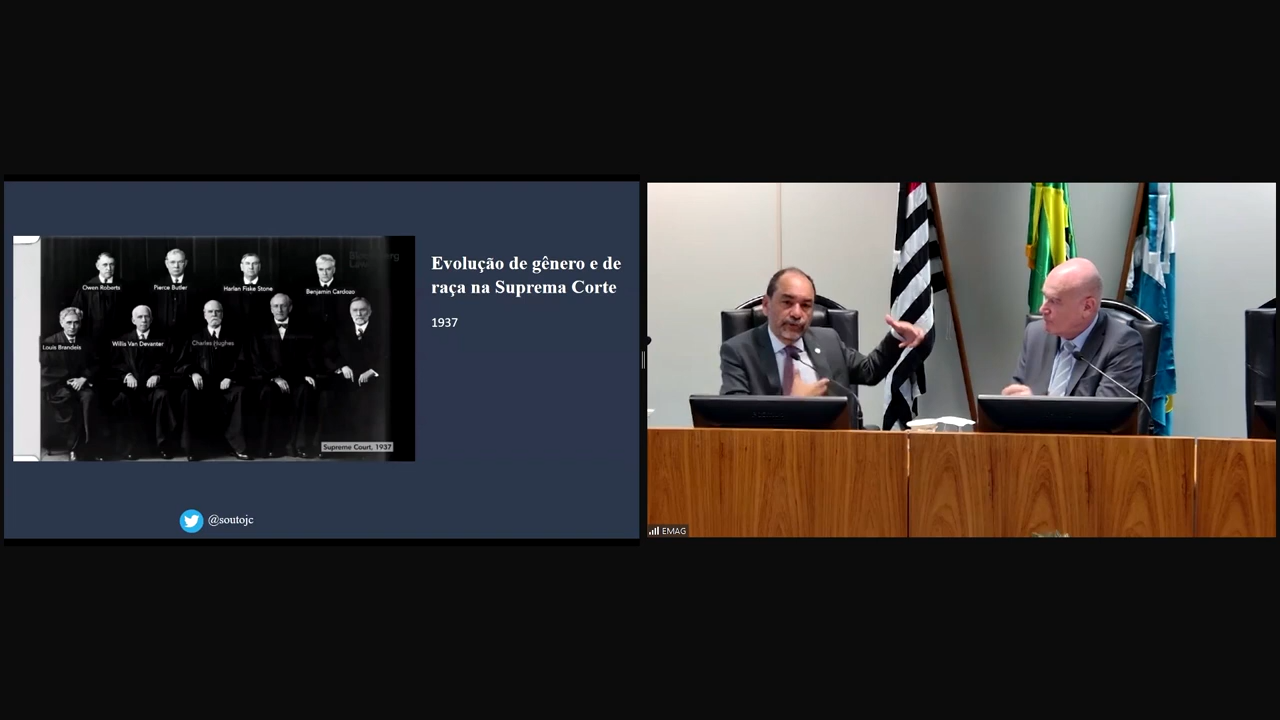 Owen Roberts
Pierce Butler
Harlan Fiske Stone
Benjamin Cardozo
Louis Brandeis
Willis Van Devanter
Charles Hughes
Supreme Court, 1937
Evolução de gênero e de
raça na Suprema Corte
1937
@soutojc
EMAG